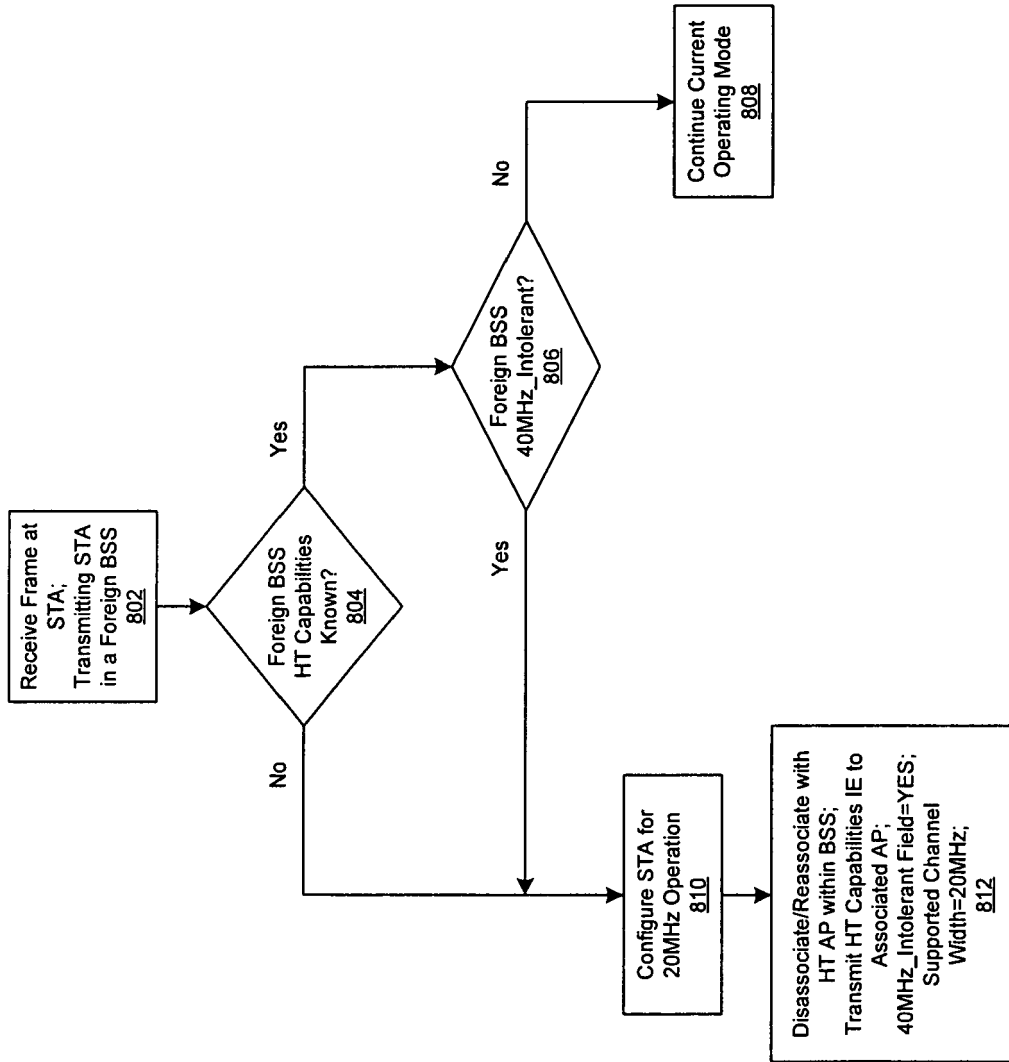 Receive Frame at
STA;
Transmitting STA
in a Foreign BSS
802
Foreign BSS
HT Capabilities
Known?
804
No
Yes
Foreign BSS
40MHz_Intolerant?
806
Yes
No
Continue Current
Operating Mode
808
Configure STA for
20MHz Operation
810
Disassociate/Reassociate with
HT AP within BSS;
Transmit HT Capabilities IE to
Associated AP;
40MHz_Intolerant Field=YES;
Supported Channel
Width=20MHz;
812